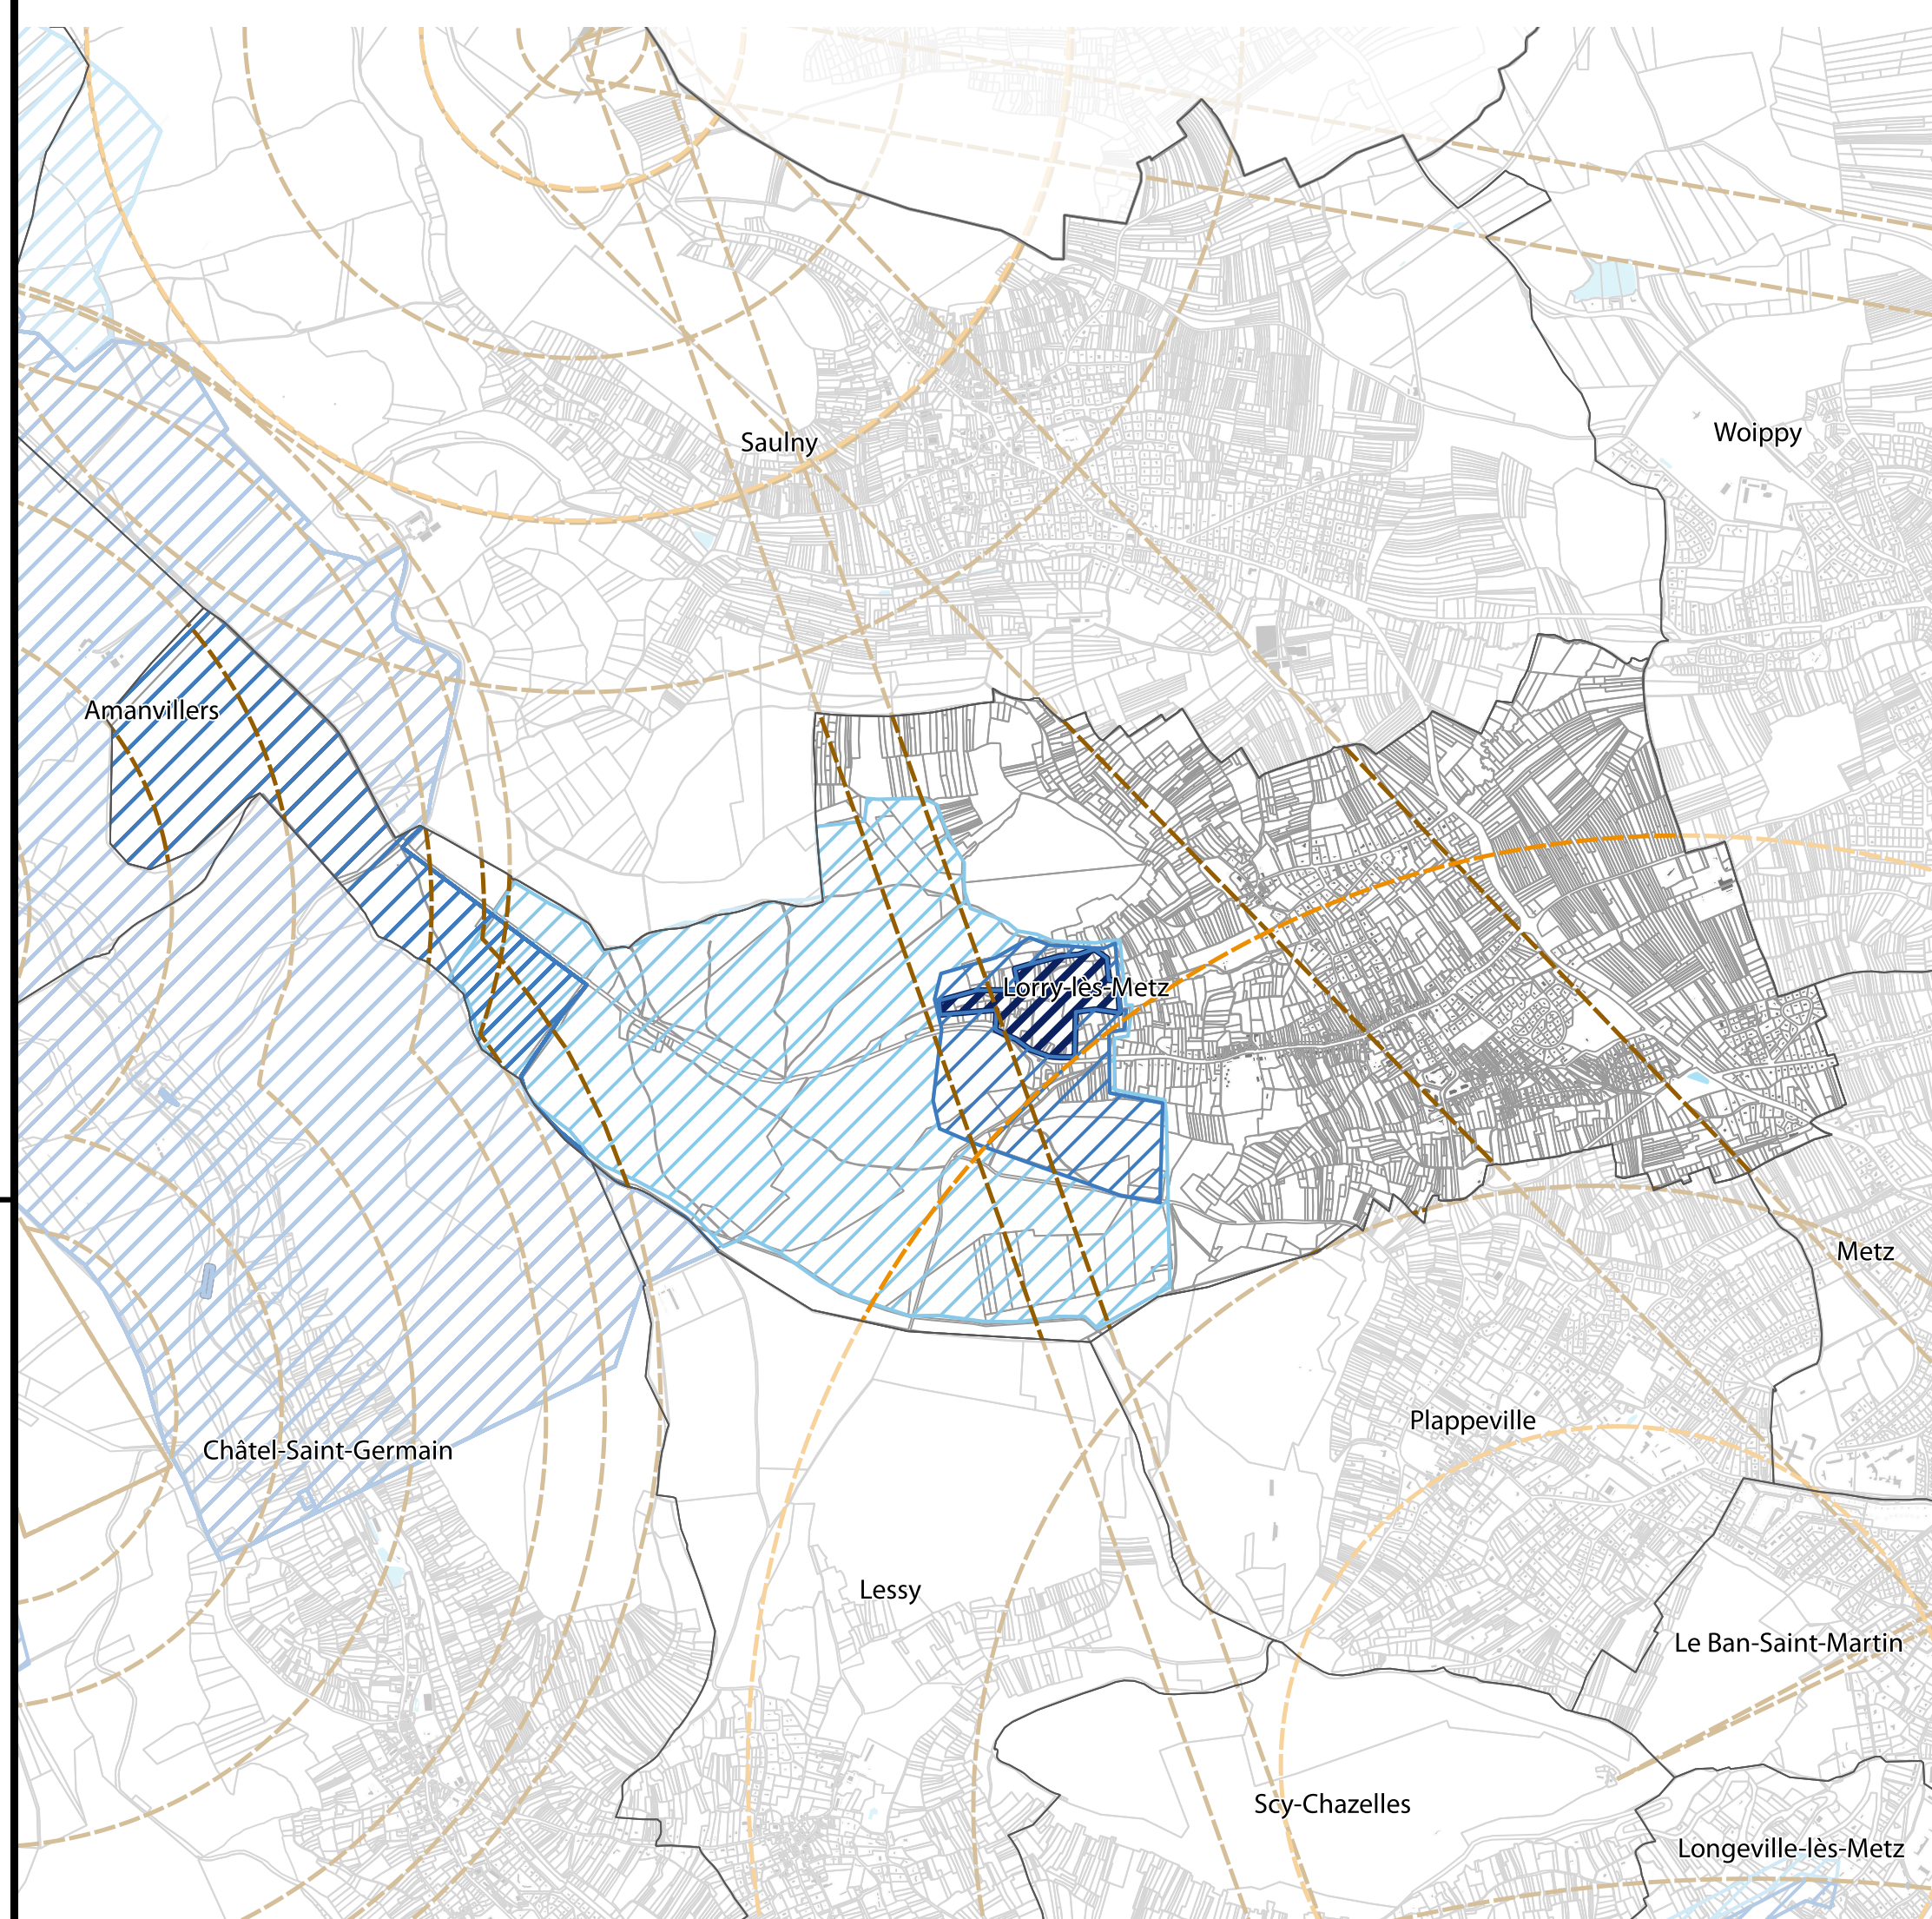 Saulny
Woippy
Amanvillers
Lorry-lès-Metz
Metz
Plappeville
Châtel-Saint-Germain
Lessy
Le Ban-Saint-Martin
Scy-Chazelles
Longeville-lès-Metz